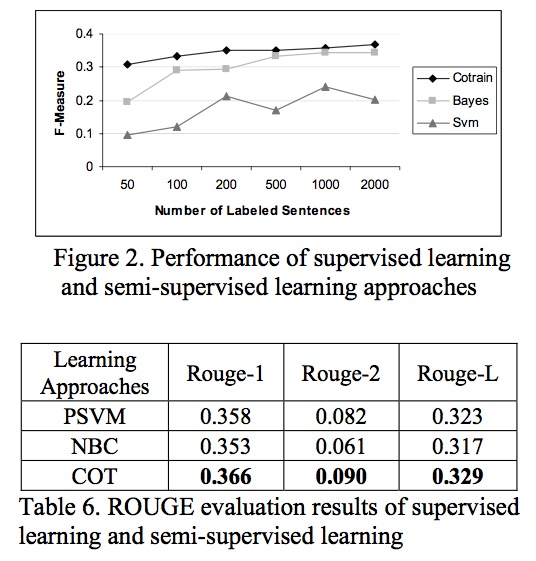 0.4
0.3
0.2
0.1
0
F-Measure
50 100 200 500 1000 2000
Number of Labeled Sentences
Cotrain
Bayes
Svm
Figure 2. Performance of supervised learning
and semi-supervised learning approaches
Learning
Approaches Rouge-1 Rouge-2 Rouge-L
PSVM 0.358 0.082 0.323
NBC 0.353 0.061 0.317
COT 0.366 0.090 0.329
Table 6. ROUGE evaluation results of supervised
learning and semi-supervised learning